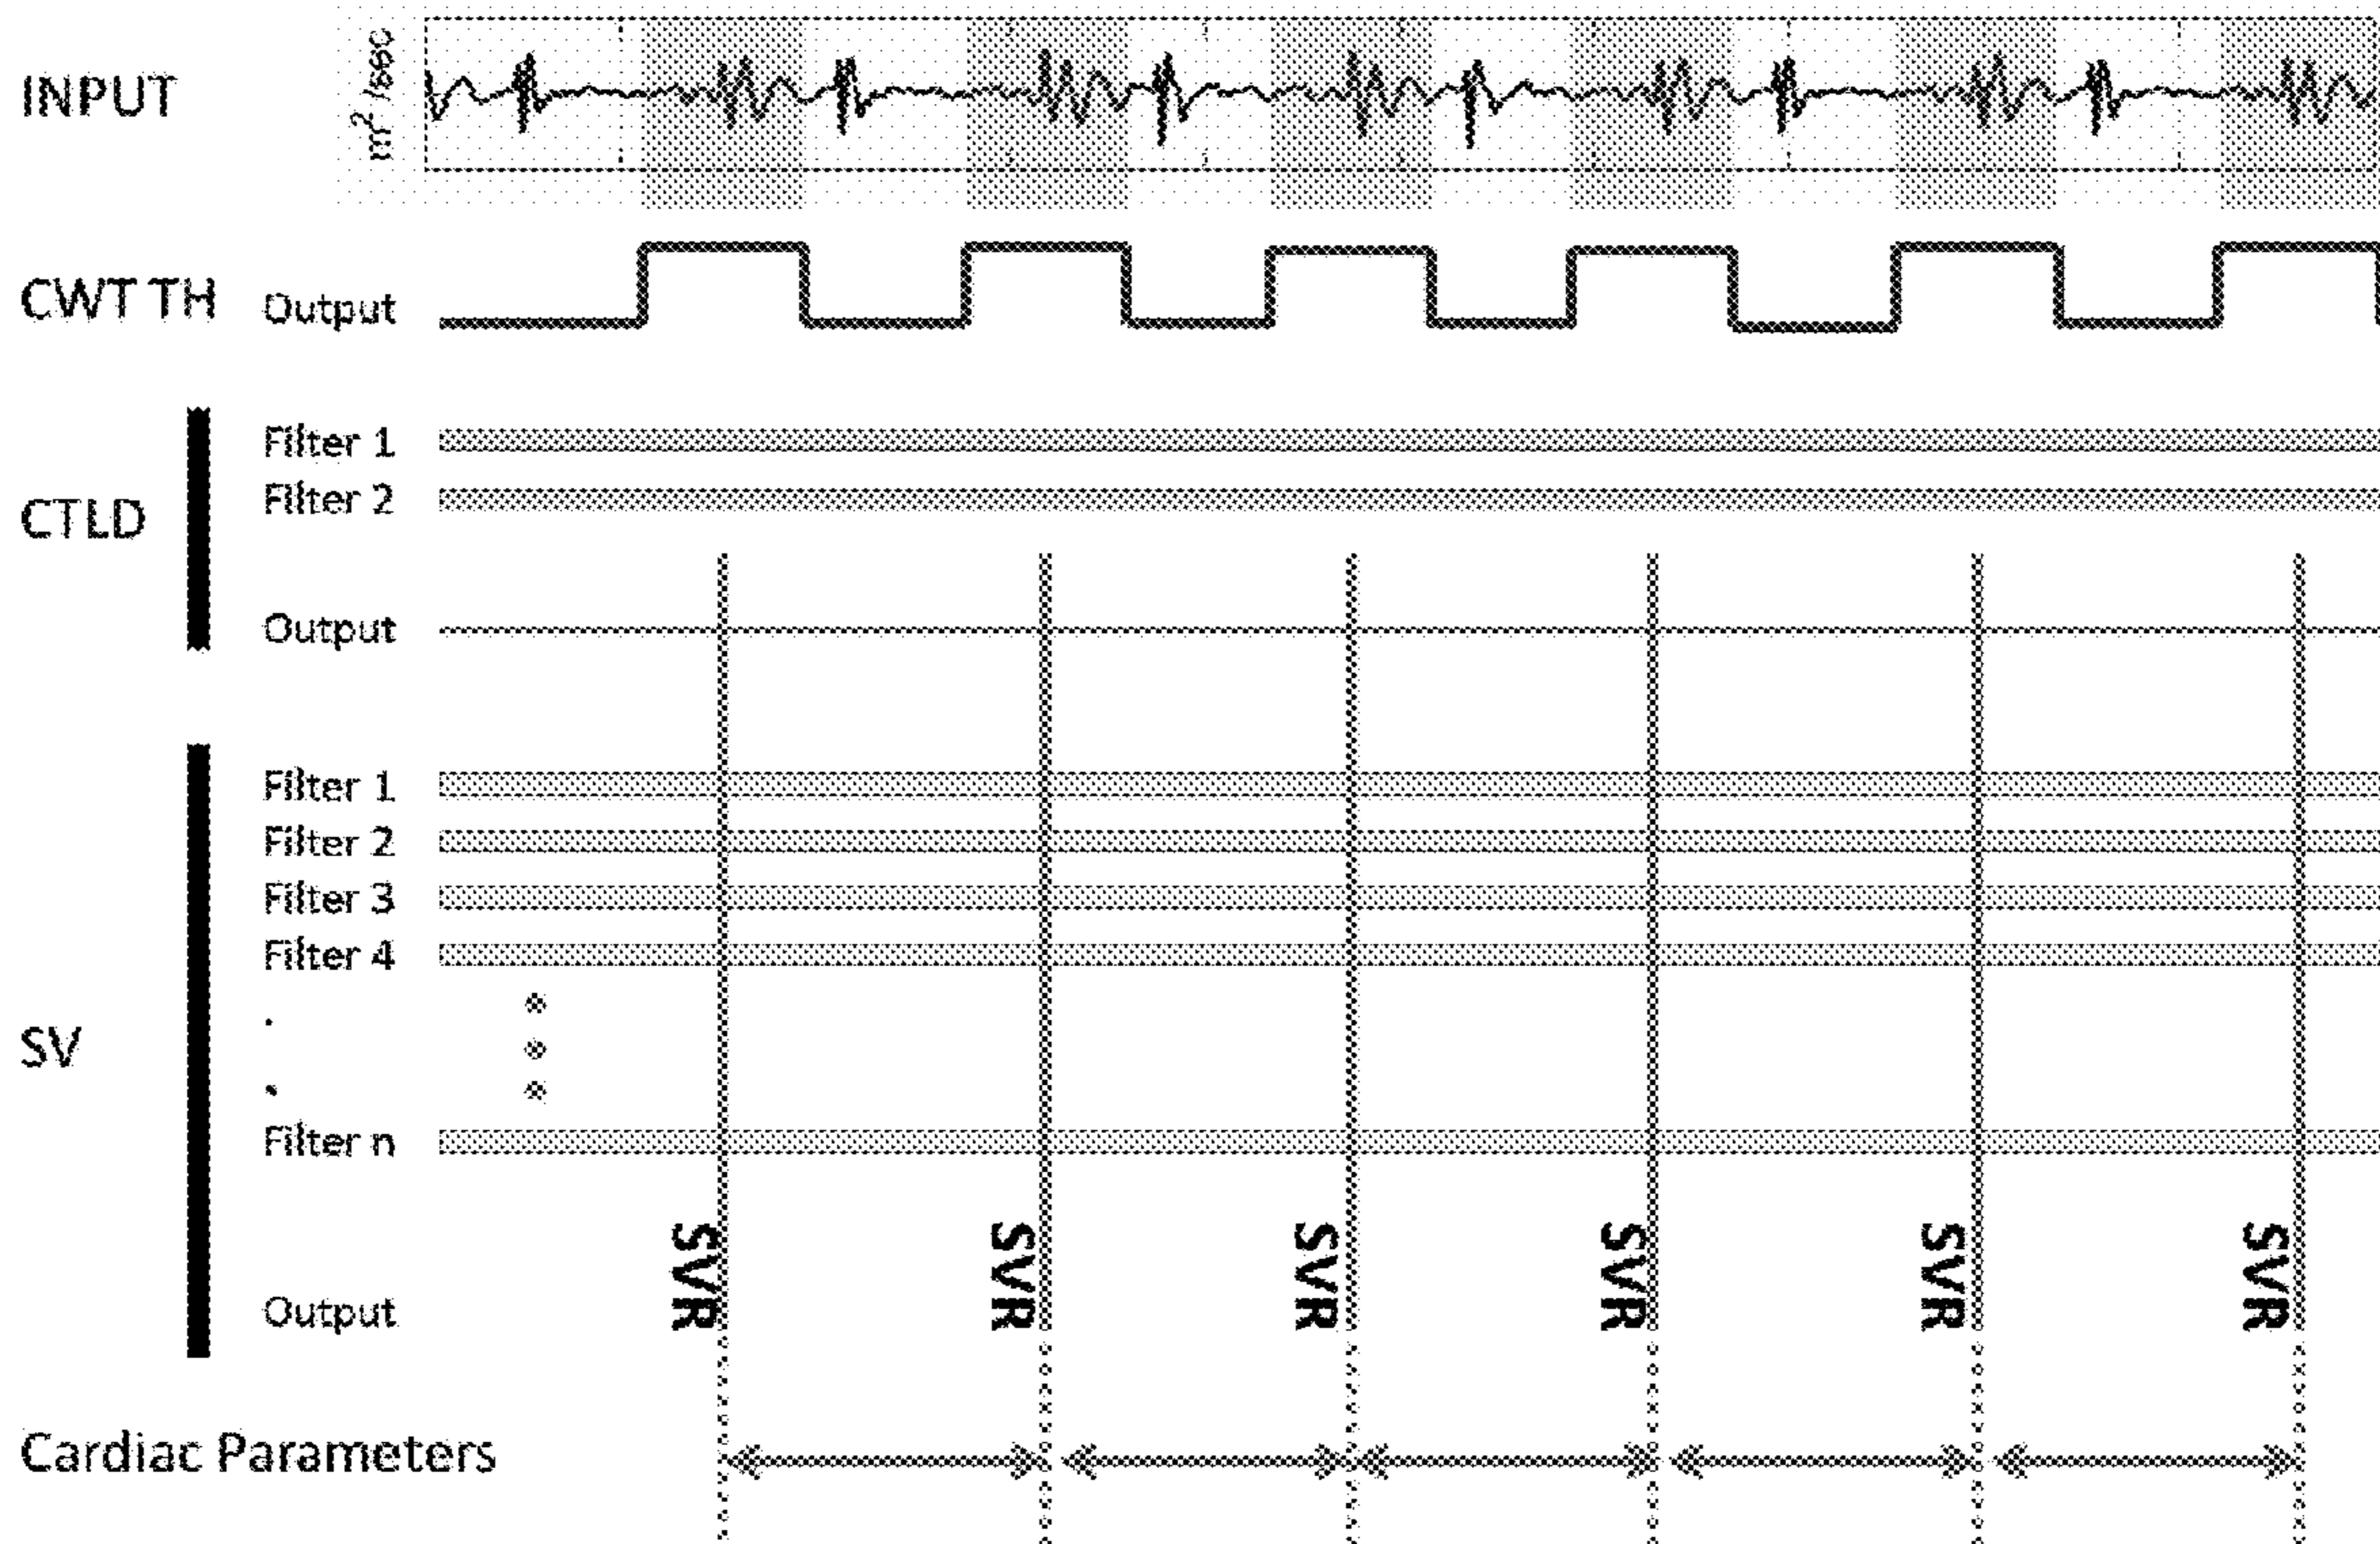 INPUT
m² /sec
CWT TH Output
Filter 1
Filter 2
CTLD
Output
Filter 1
Filter 2
Filter 3
Filter 4
.
SV
.
Filter n
SVR SVR SVR SVR SVR SVR
Output
Cardiac Parameters